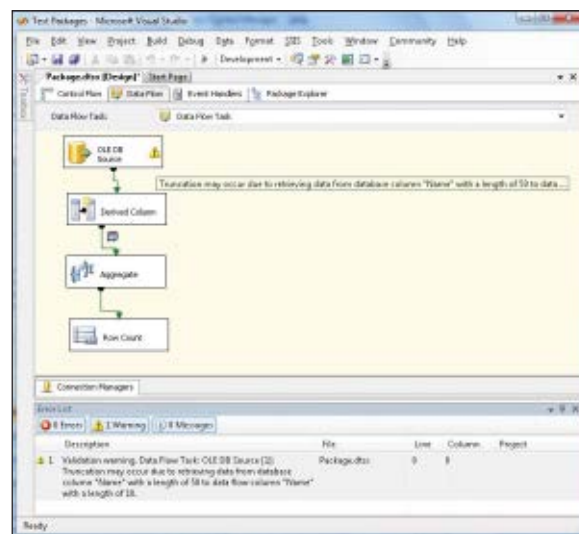 Test Packages - Microsoft Visual Studio
File Edit View Project Build Debug Data Format SSIS Tools Window Community Help
Development
Package.dtsx [Design]* Start Page
Toolbox
Control Flow Data Flow Event Handlers Package Explorer
Data Flow Task: Data Flow Task
OLE DB
Source
Truncation may occur due to retrieving data from database column "Name" with a length of 50 to data ...
Derived Column
Aggregate
Row Count
Connection Managers
Error List
0 Errors 1 Warning 0 Messages
Description File Line Column Project
1 Validation warning. Data Flow Task: OLE DB Source [1]: Package.dtsx 0 0
Truncation may occur due to retrieving data from database
column "Name" with a length of 50 to data flow column "Name"
with a length of 10.
Ready